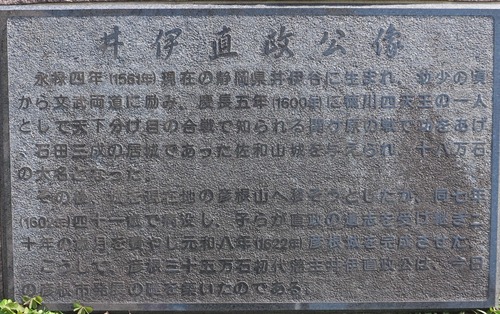 井伊直政公像
永禄四年(1561年)現在の静岡県井伊谷に生まれ、幼少の頃
から文武両道に励み、慶長五年(1600年)に徳川四天王の一人
として天下分け目の合戦で知られる関ケ原の戦で功をあげ
、石田三成の居城であった佐和山城を与えられ、十八万石
の大名となった。
その後、 現在地の彦根山へ移そうとしたが、同七年
(1602年)四十一歳で病没し、子らが直政の遺志を受け継ぎ二
十年の歳月を費やし元和八年(1622年)彦根城を完成させた。
こうして、彦根三十五万石初代藩主井伊直政公は、今日
の彦根市発展の礎を築いたのである。